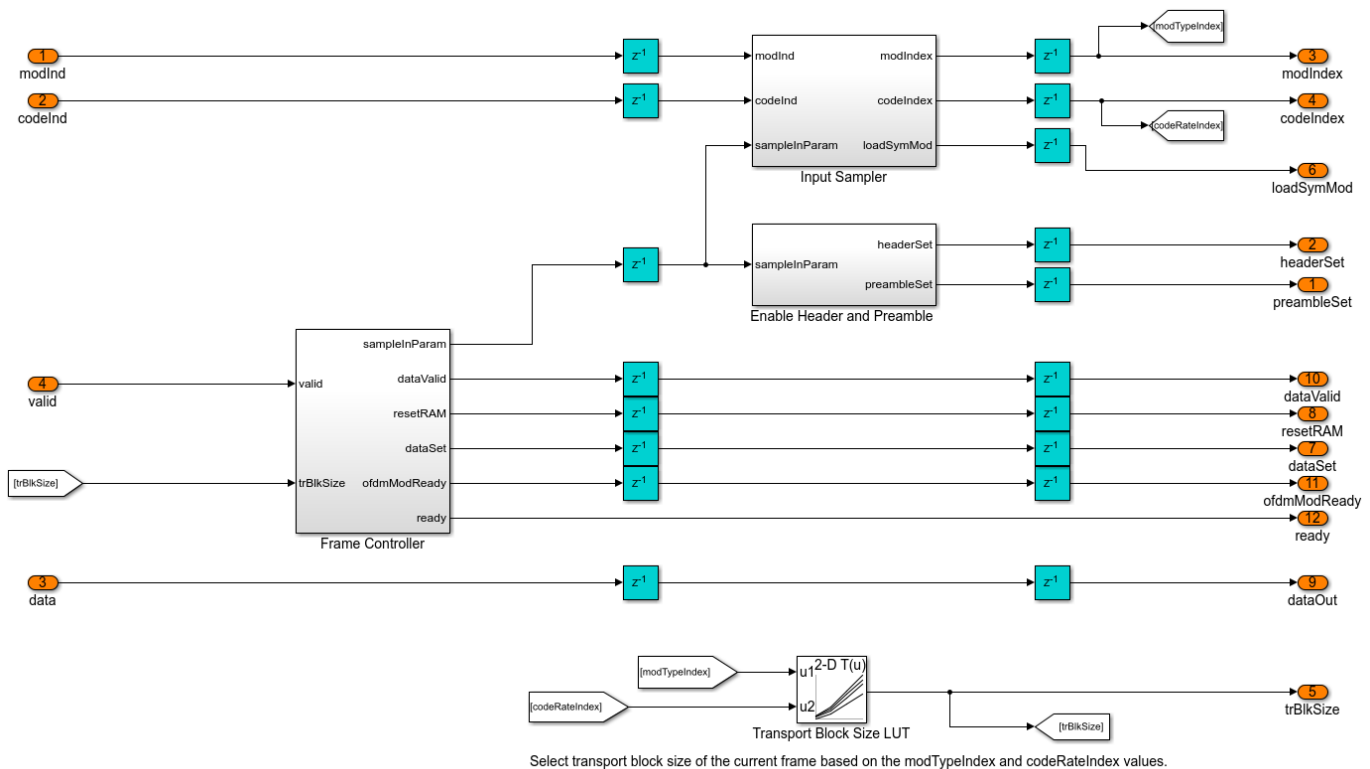 [modTypeIndex]
1
modInd
z-1
modInd
modIndex
z-1
3
modIndex
2
codeInd
z-1
codeInd
codeIndex
z-1
4
codeIndex
[codeRateIndex]
sampleInParam
loadSymMod
z-1
6
loadSymMod
Input Sampler
headerSet
z-1
2
headerSet
z-1
sampleInParam
preambleSet
z-1
1
preambleSet
Enable Header and Preamble
sampleInParam
4
valid
valid
dataValid
z-1
z-1
10
dataValid
resetRAM
z-1
z-1
8
resetRAM
dataSet
z-1
z-1
7
dataSet
[trBlkSize]
trBlkSize
ofdmModReady
z-1
z-1
11
ofdmModReady
ready
12
ready
Frame Controller
3
data
z-1
z-1
9
dataOut
[modTypeIndex]
u1
2-D T(u)
[codeRateIndex]
u2
5
trBlkSize
Transport Block Size LUT
[trBlkSize]
Select transport block size of the current frame based on the modTypeIndex and codeRateIndex values.